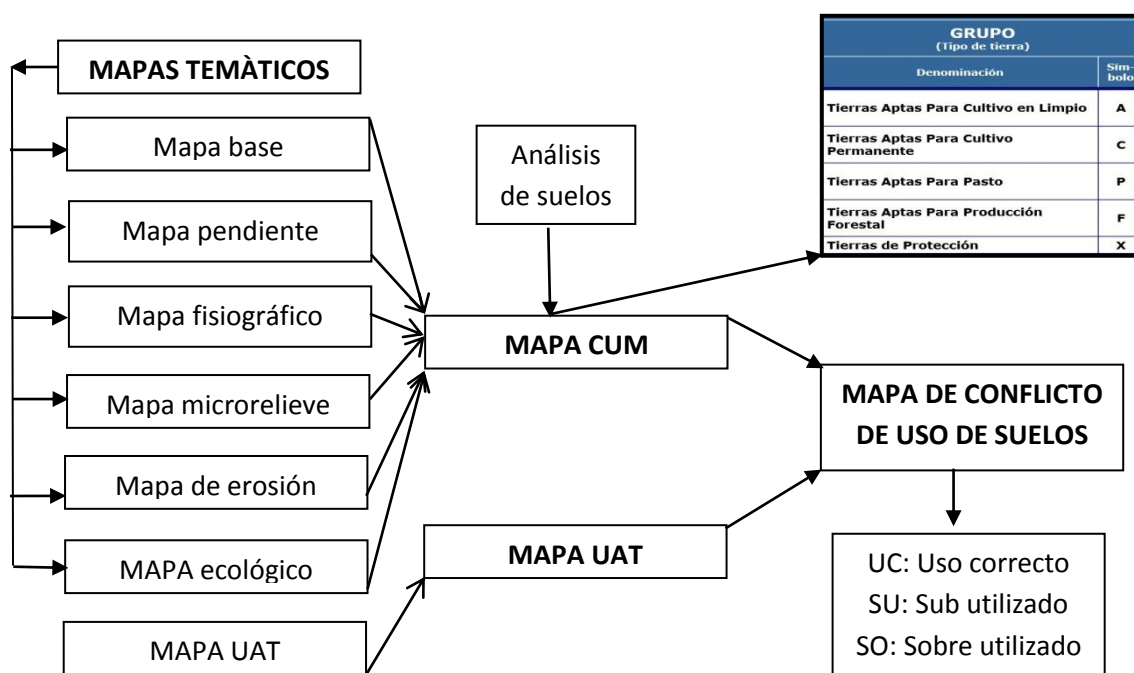 MAPAS TEMÀTICOS
Mapa base
Mapa pendiente
Mapa fisiográfico
Mapa microrelieve
Mapa de erosión
MAPA ecológico
MAPA UAT
Análisis
de suelos
MAPA CUM
MAPA UAT
GRUPO
(Tipo de tierra)
Denominación
Sím-
bolo
Tierras Aptas Para Cultivo en Limpio A
Tierras Aptas Para Cultivo
Permanente C
Tierras Aptas Para Pasto P
Tierras Aptas Para Producción
Forestal F
Tierras de Protección X
MAPA DE CONFLICTO
DE USO DE SUELOS
UC: Uso correcto
SU: Sub utilizado
SO: Sobre utilizado